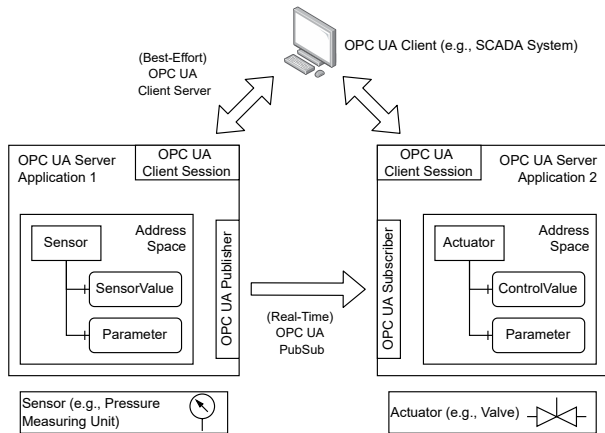 OPC UA Client (e.g., SCADA System)
(Best-Effort)
OPC UA
Client Server
OPC UA Server
Application 1
OPC UA
Client Session
Sensor
Address
Space
SensorValue
Parameter
OPC UA Publisher
(Real-Time)
OPC UA
PubSub
OPC UA
Client Session
OPC UA Server
Application 2
OPC UA Subscriber
Actuator
Address
Space
ControlValue
Parameter
Sensor (e.g., Pressure
Measuring Unit)
Actuator (e.g., Valve)